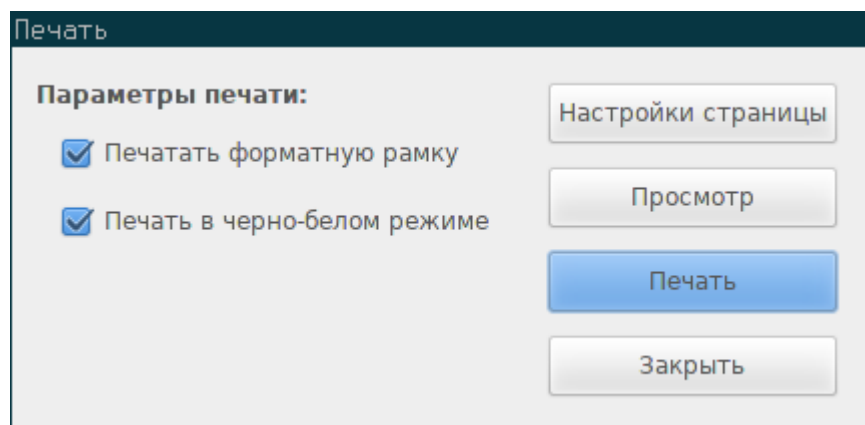 Печать
Параметры печати:
Печатать форматную рамку
Печать в черно-белом режиме
Настройки страницы
Просмотр
Печать
Закрыть